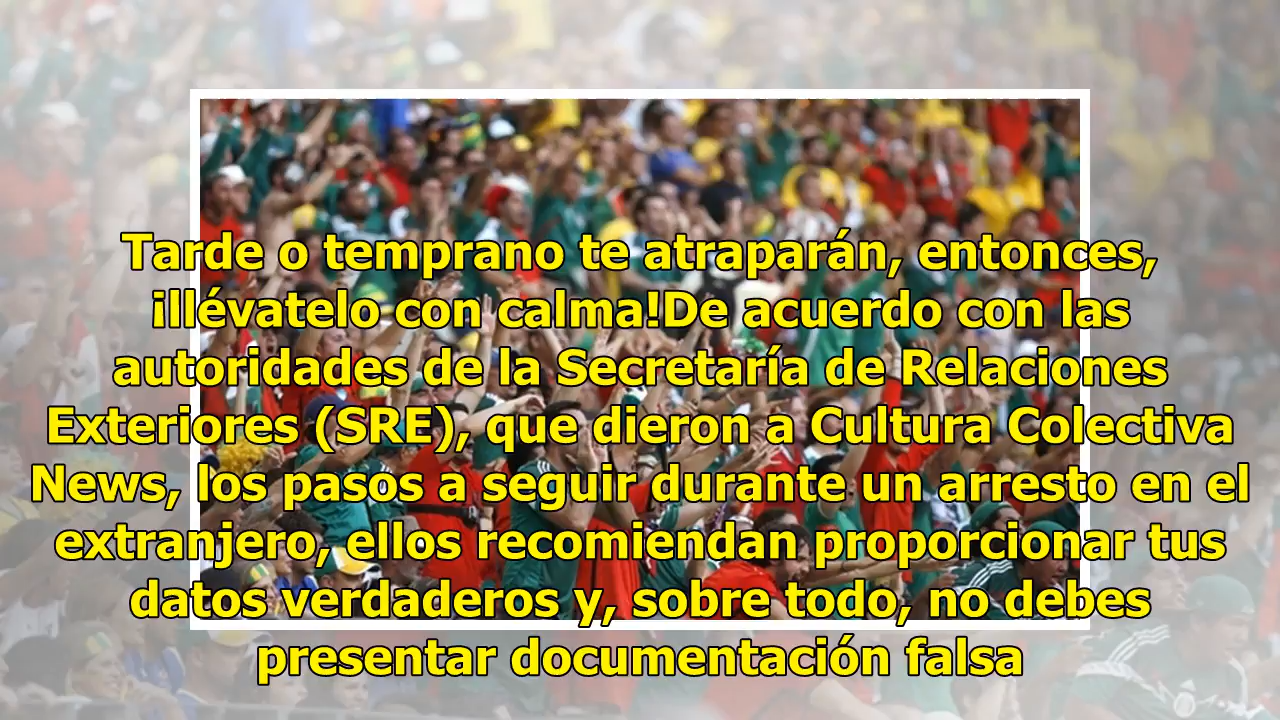 Tarde o temprano te atraparán, entonces,
¡llévatelo con calma!De acuerdo con las
autoridades de la Secretaría de Relaciones
Exteriores (SRE), que dieron a Cultura Colectiva
News, los pasos a seguir durante un arresto en el
extranjero, ellos recomiendan proporcionar tus
datos verdaderos y, sobre todo, no debes
presentar documentación falsa